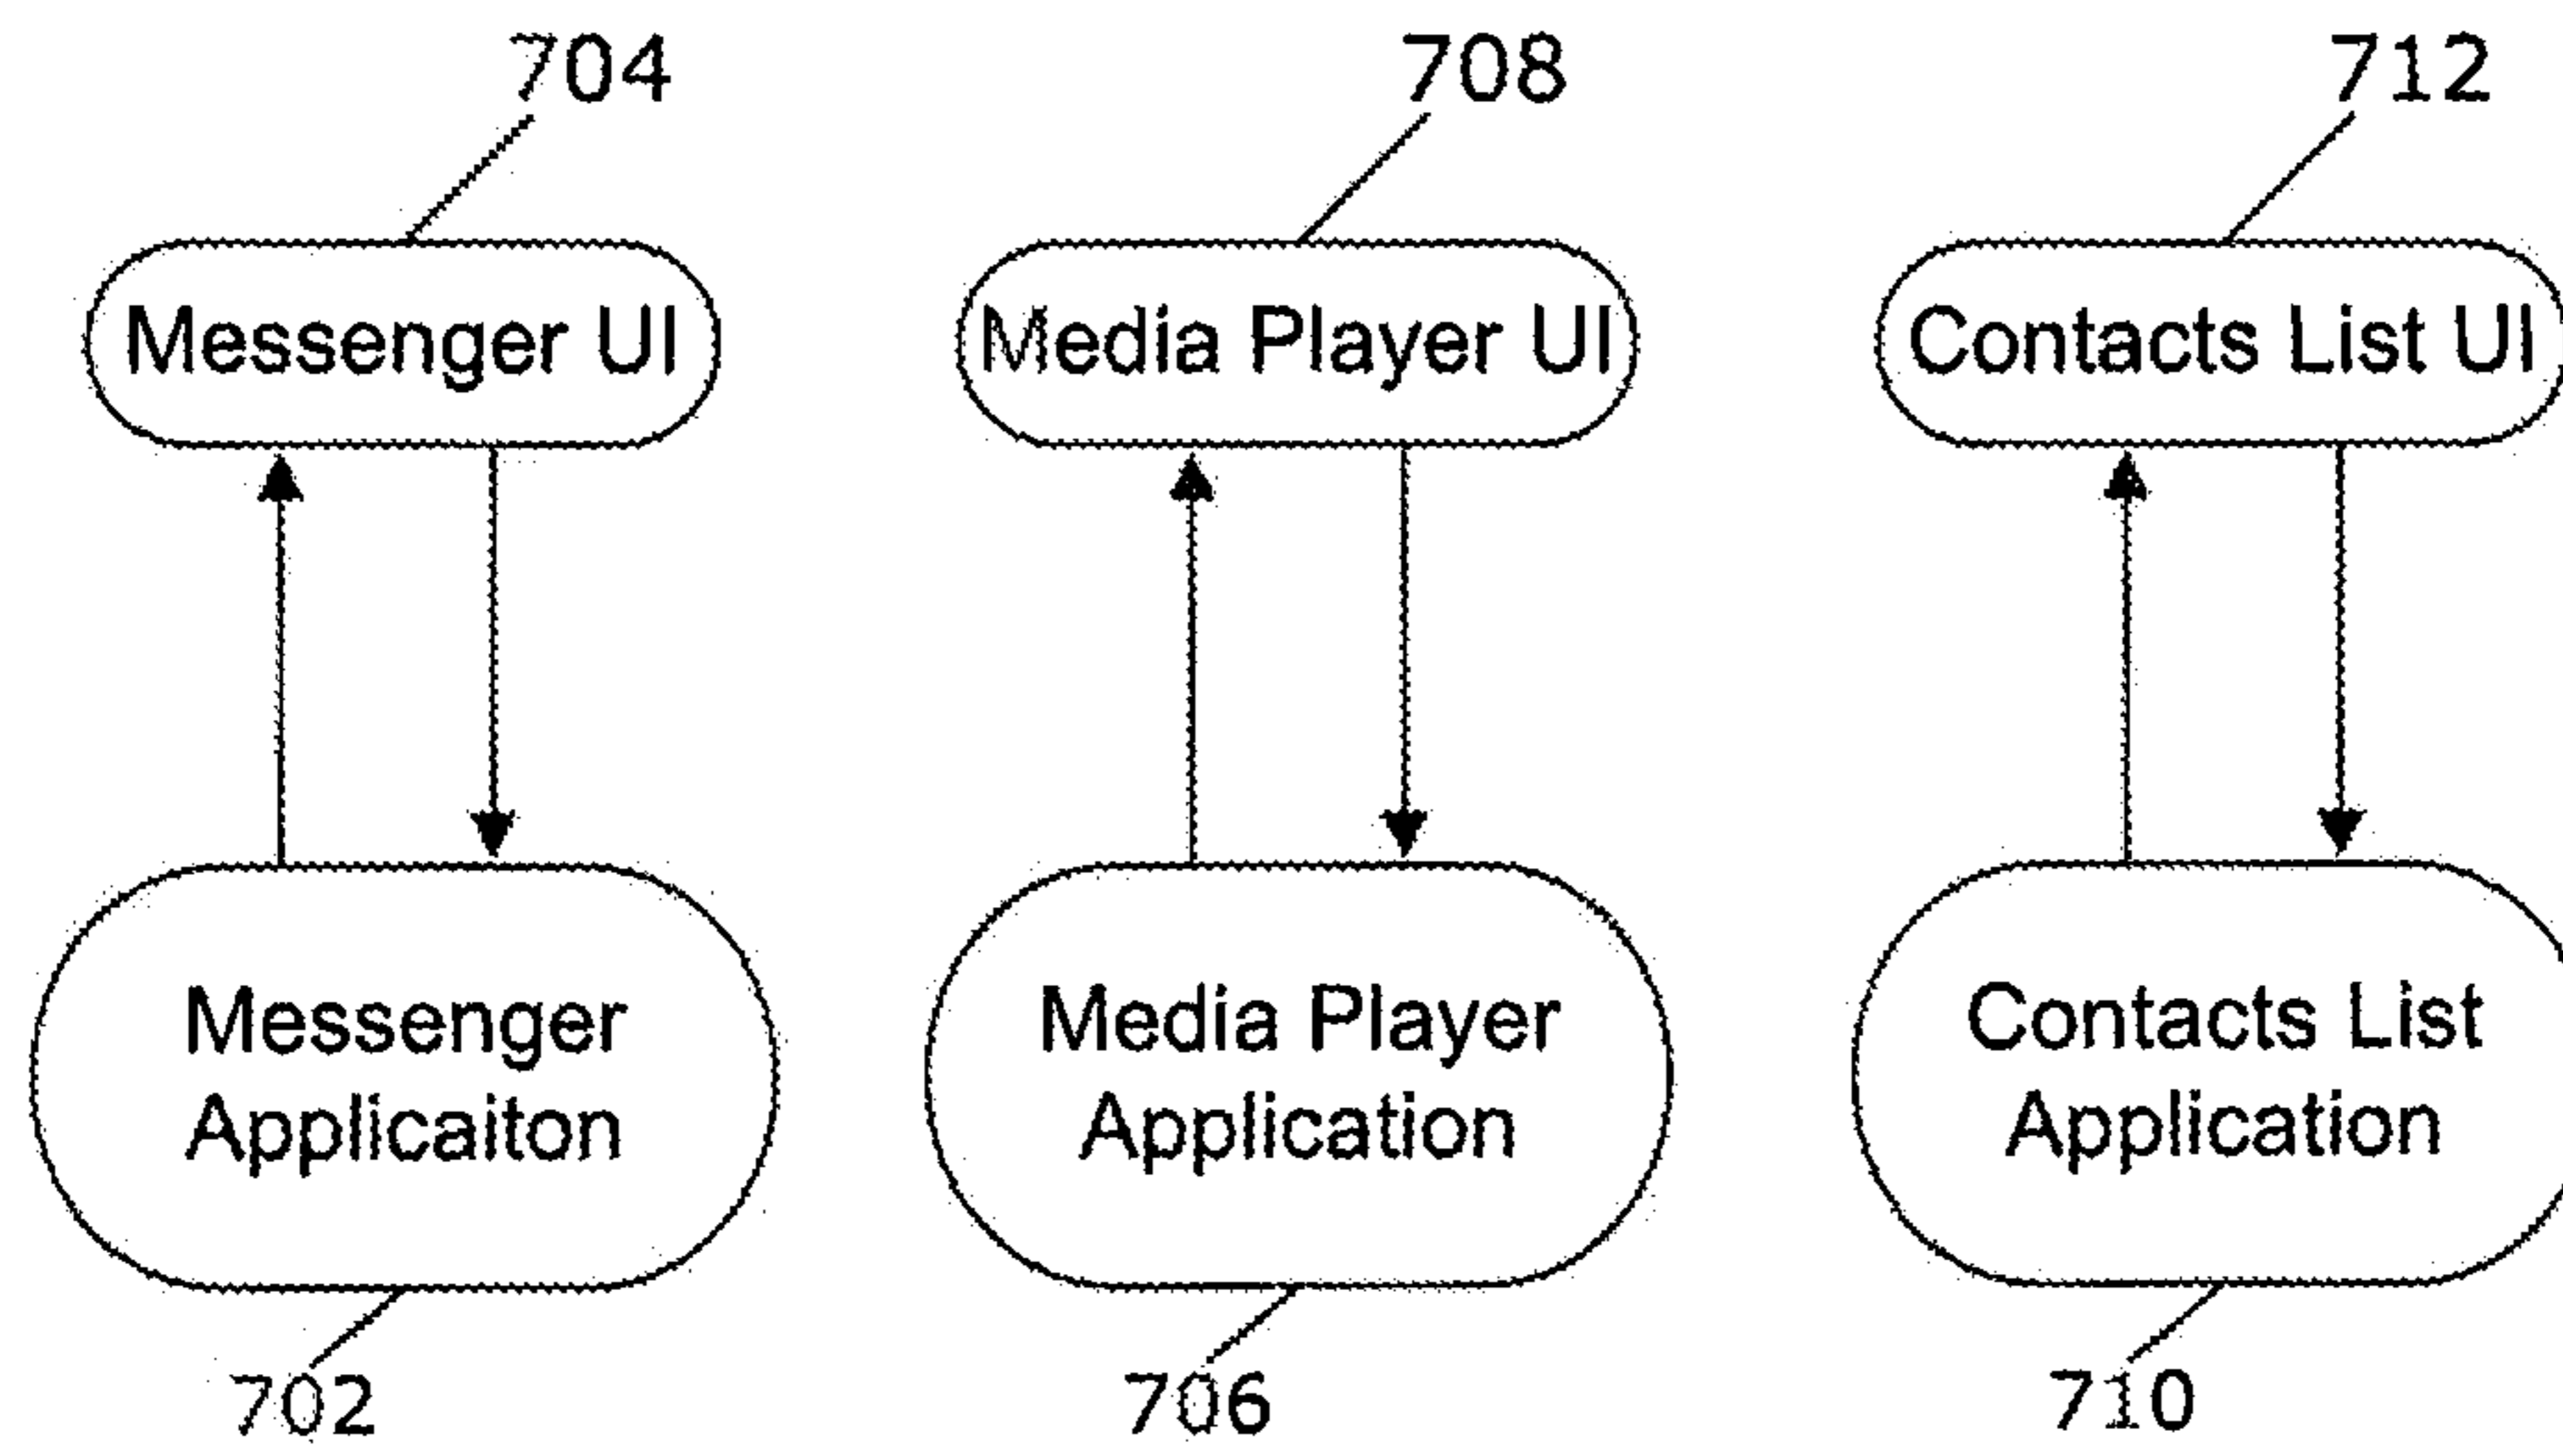 704 708 712
Messenger UI Media Player UI Contacts List UI
Messenger Media Player Contacts List
Applicaiton Application Application
702 706 710